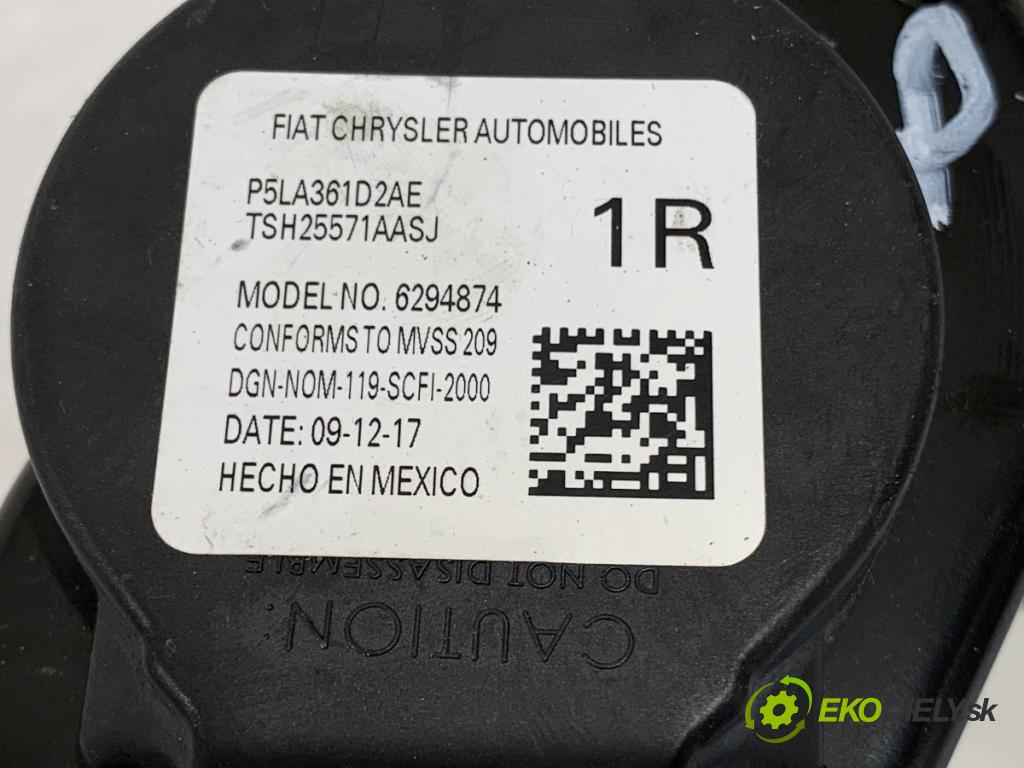 FIAT CHRYSLER AUTOMOBILES
P5LA361D2AE
TSH25571AASJ
1R
MODEL NO. 6294874
CONFORMS TO MVSS 209
DGN-NOM-119-SCFI-2000
DATE: 09-12-17
HECHO EN MEXICO
DO NOT DISASSEMBLE
CAUTION:
P
EKODIELY.sk